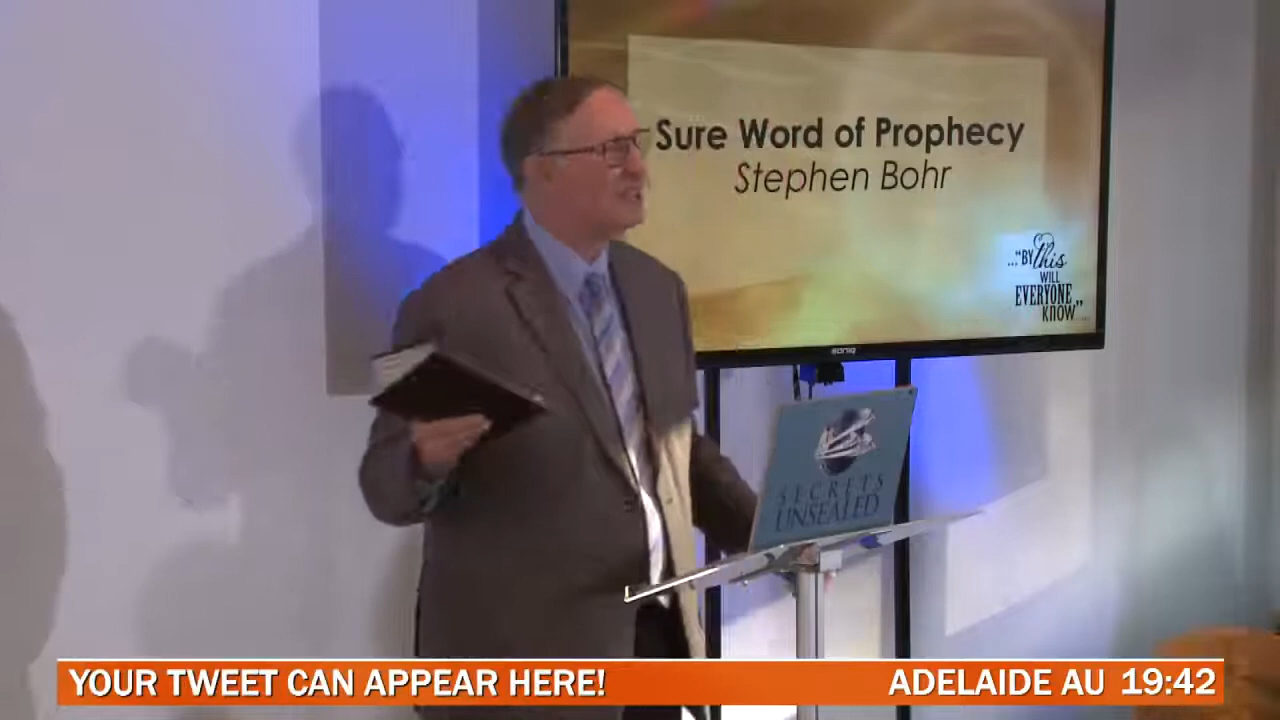 Sure Word of Prophecy
Stephen Bohr
..."BY this
WILL
EVERYONE
KNOW"
soniq
SECRETS
UNSEALED
YOUR TWEET CAN APPEAR HERE!
ADELAIDE AU 19:42